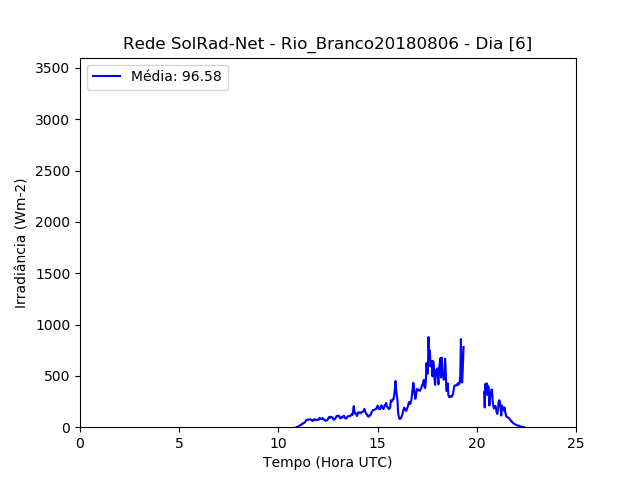 Rede SolRad-Net - Rio_Branco20180806 - Dia [6]
Média: 96.58
3500
3000
2500
2000
1500
1000
500
0
Irradiância (Wm-2)
0 5 10 15 20 25
Tempo (Hora UTC)